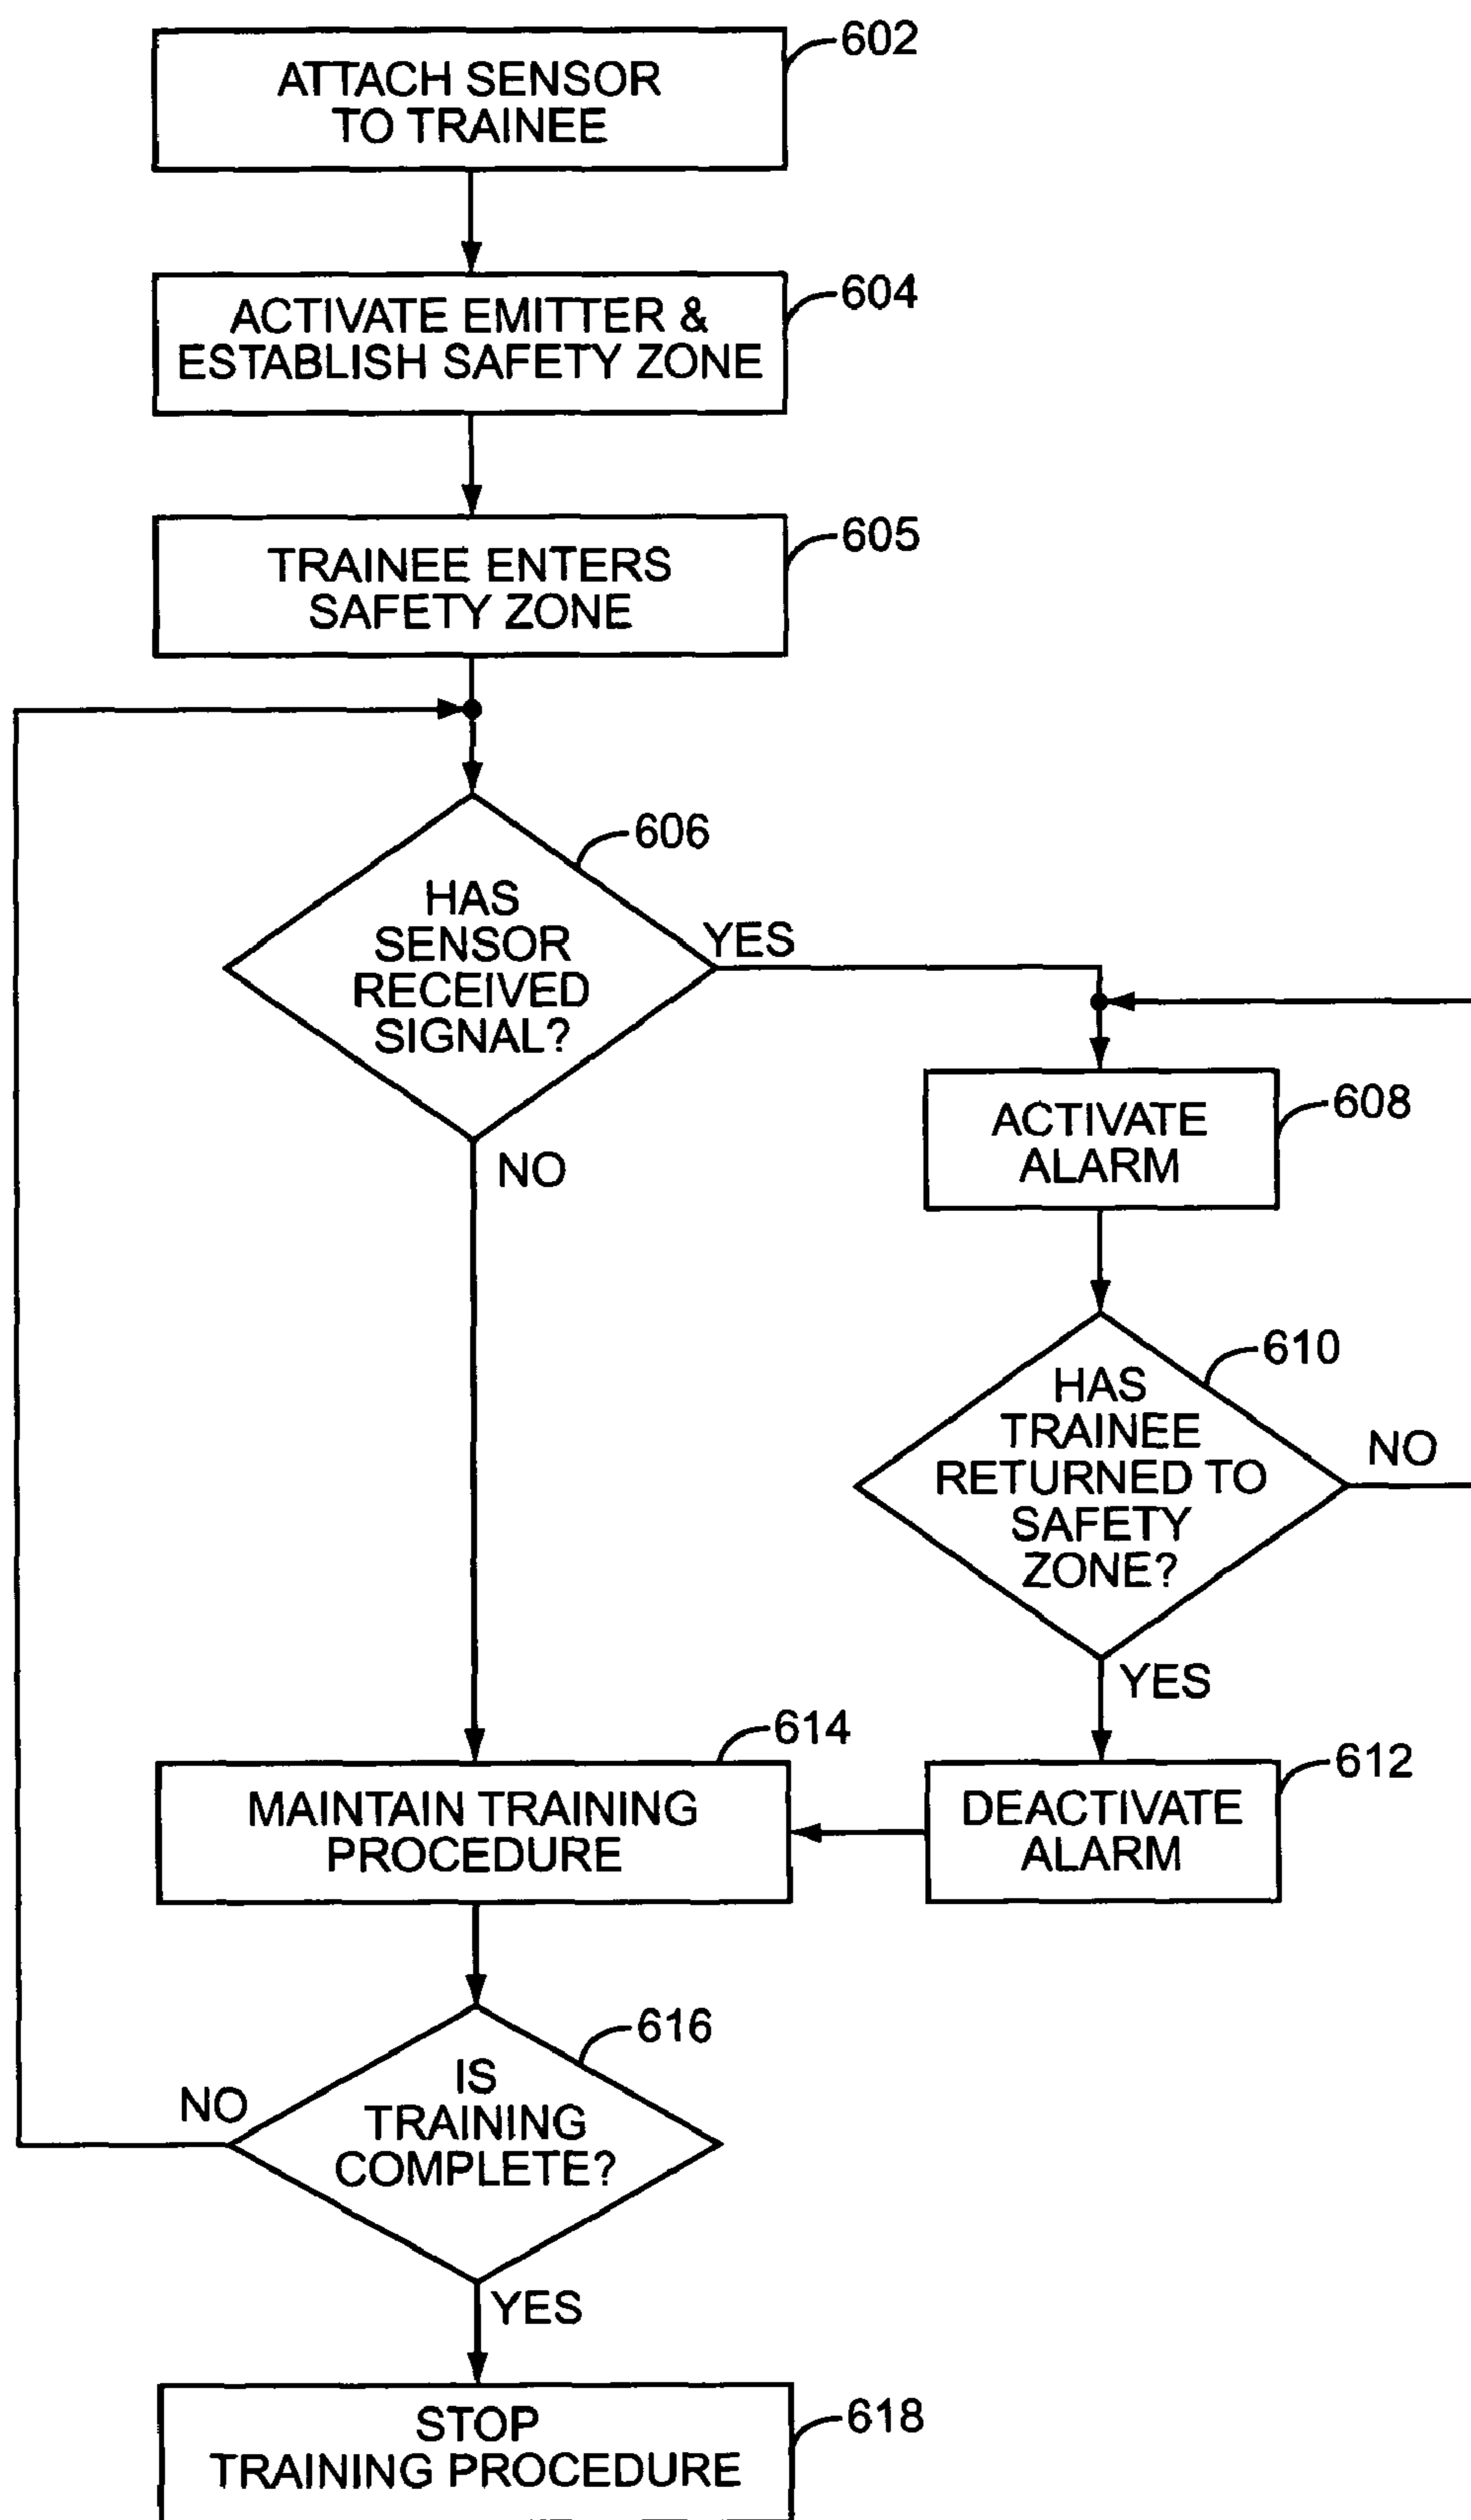 602
ATTACH SENSOR
TO TRAINEE
604
ACTIVATE EMITTER &
ESTABLISH SAFETY ZONE
605
TRAINEE ENTERS
SAFETY ZONE
606
HAS
SENSOR
RECEIVED
SIGNAL?
YES
NO
608
ACTIVATE
ALARM
610
HAS
TRAINEE
RETURNED TO
SAFETY
ZONE?
NO
YES
614
MAINTAIN TRAINING
PROCEDURE
612
DEACTIVATE
ALARM
616
IS
TRAINING
COMPLETE?
NO
YES
618
STOP
TRAINING PROCEDURE